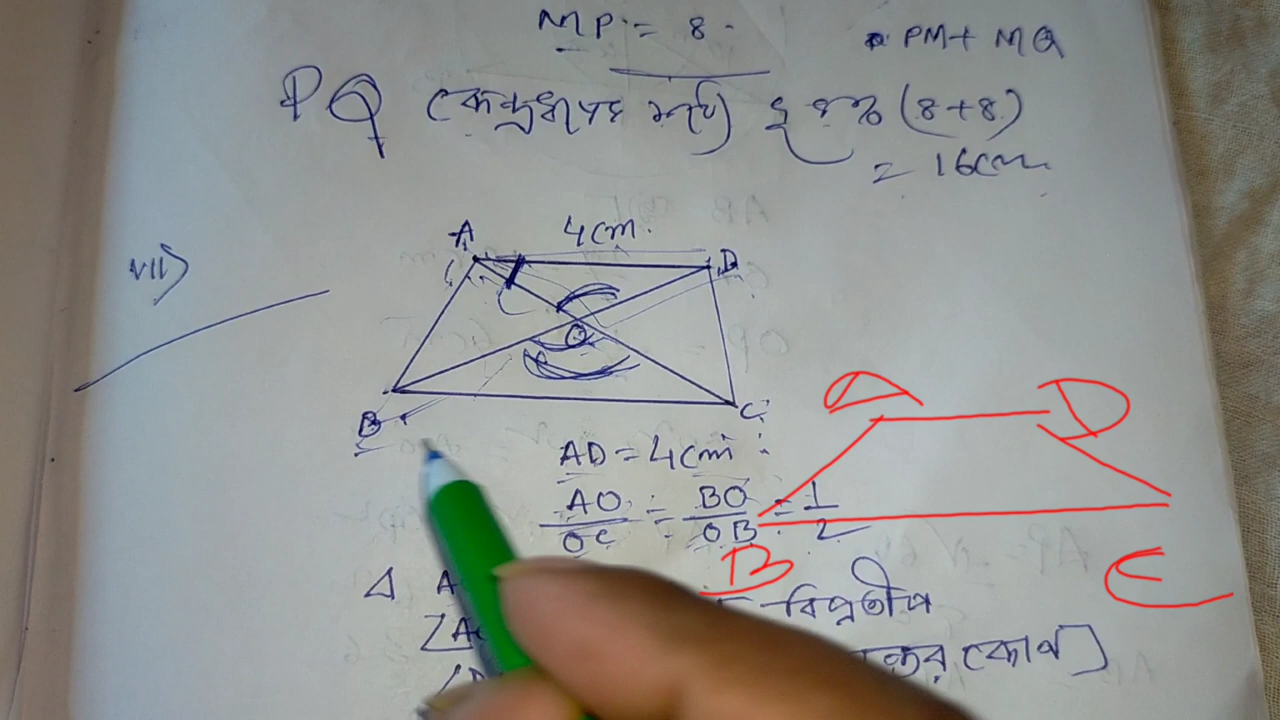 MP = 8.
PM + MQ
PQ কেন্দ্রদ্বয়ের (8+8)
= 16cm
vii)
A 4cm. D
O
B C
AD = 4cm
AO/OC = BO/OB = 1/2
Δ A - বিপ্রতীপ
∠A কোণ]
D
B C